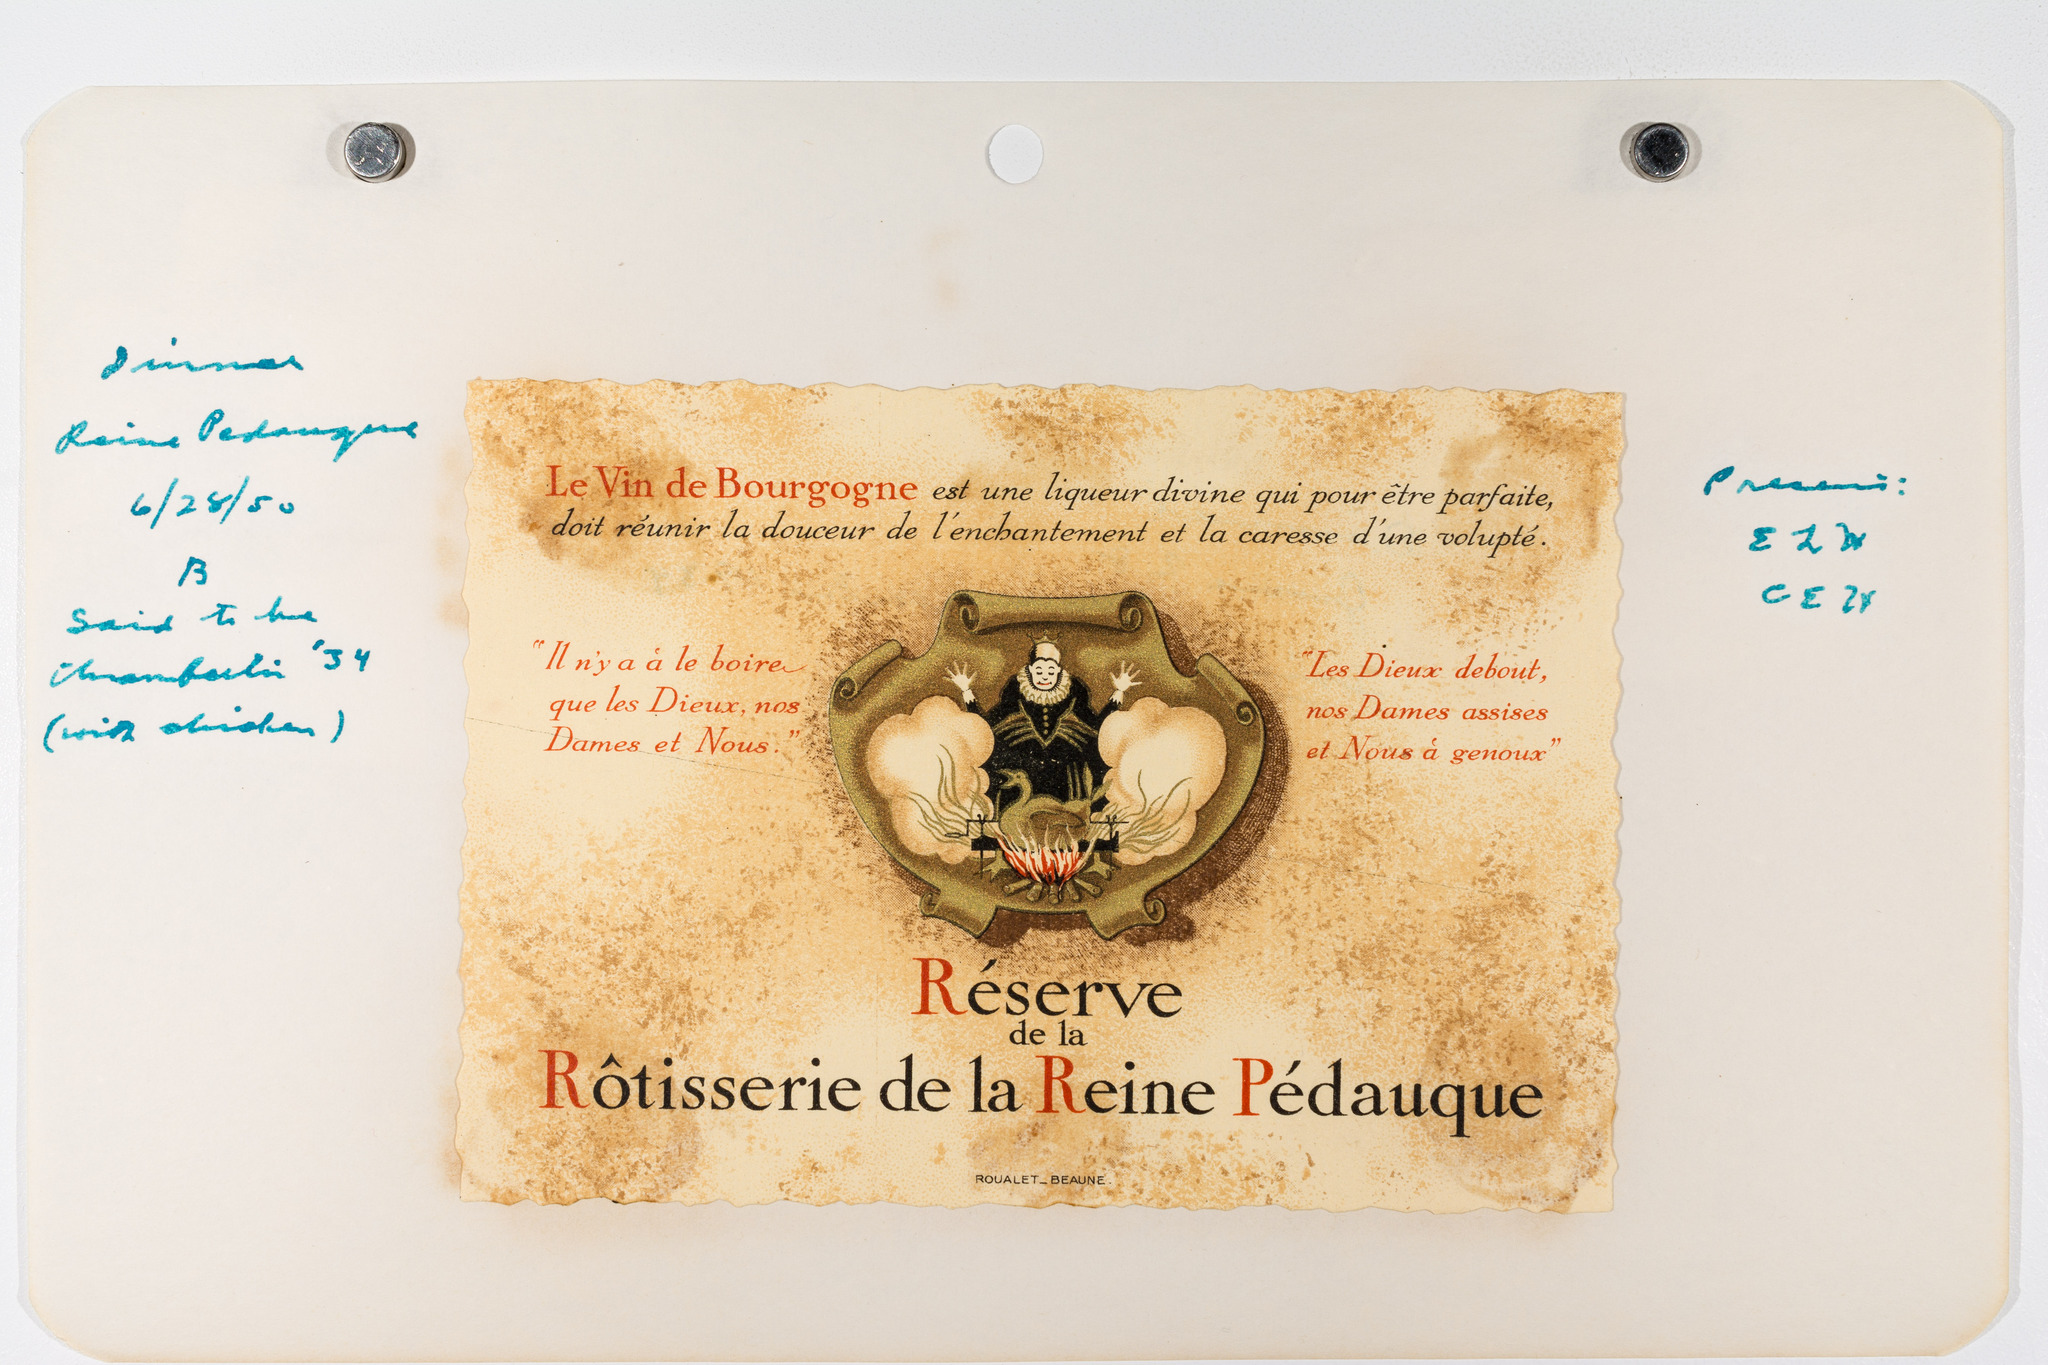 Dinner
Reine Pedauque
6/28/50
B
Said to be
Chambertin '34
(with chicken)
Le Vin de Bourgogne est une liqueur divine qui pour être parfaite,
doit réunir la douceur de l'enchantement et la caresse d'une volupté.
"Il n'y a à le boire
que les Dieux, nos
Dames et Nous."
"Les Dieux debout,
nos Dames assises
et Nous à genoux"
Réserve
de la
Rôtisserie de la Reine Pédauque
ROUALET_BEAUNE.
Present: